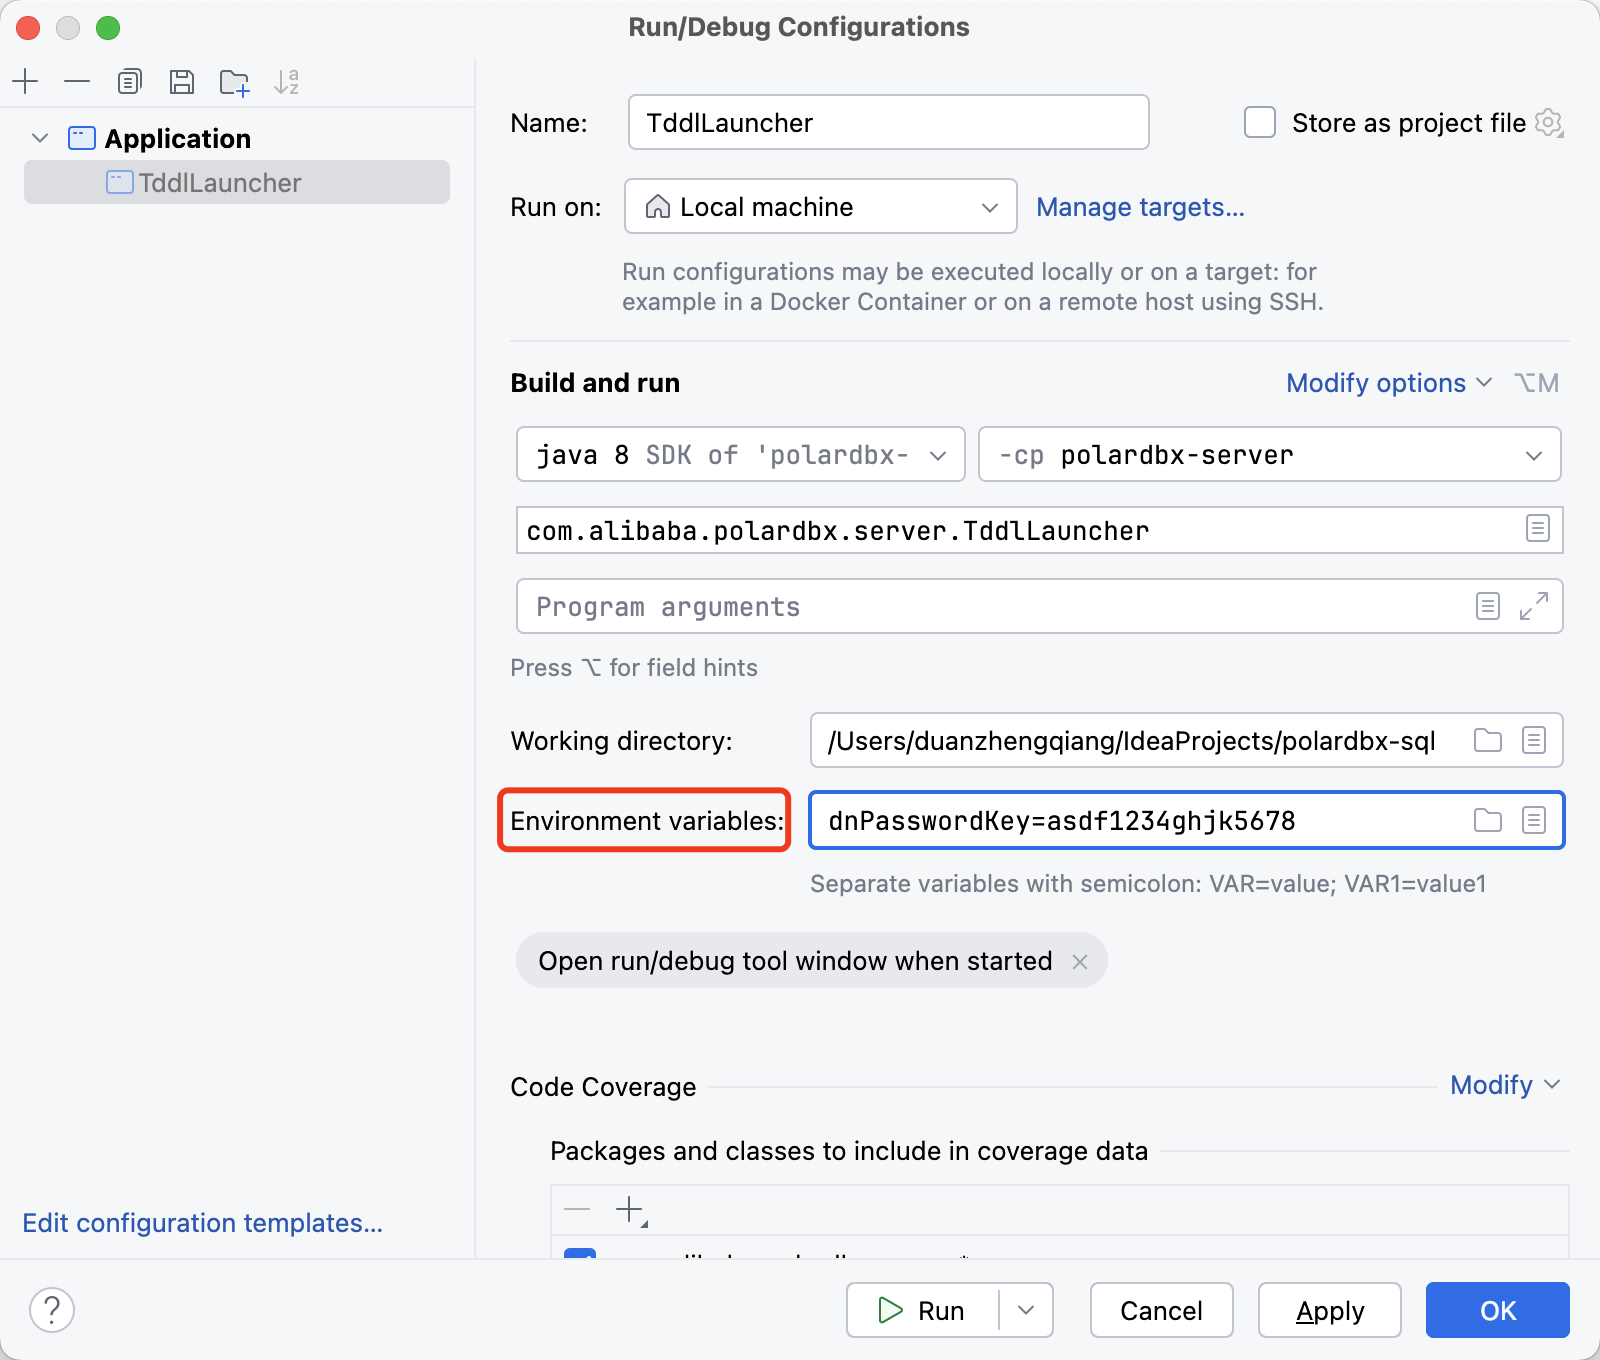 Run/Debug Configurations
Application
TddlLauncher
Name: TddlLauncher Store as project file
Run on: Local machine Manage targets...
Run configurations may be executed locally or on a target: for
example in a Docker Container or on a remote host using SSH.
Build and run Modify options ⌥M
java 8 SDK of 'polardbx- -cp polardbx-server
com.alibaba.polardbx.server.TddlLauncher
Program arguments
Press ⌥ for field hints
Working directory: /Users/duanzhengqiang/IdeaProjects/polardbx-sql
Environment variables: dnPasswordKey=asdf1234ghjk5678
Separate variables with semicolon: VAR=value; VAR1=value1
Open run/debug tool window when started
Code Coverage Modify
Packages and classes to include in coverage data
Edit configuration templates...
? Run Cancel Apply OK